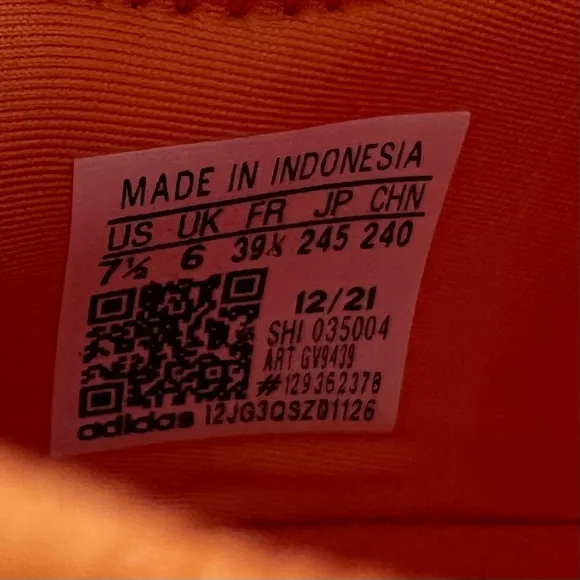 MADE IN INDONESIA
US UK FR JP CHN
7½ 6 39⅓ 245 240
12/21
SHI 035004
ART GV9439
#129362378
adidas 12JG3QSZ01126